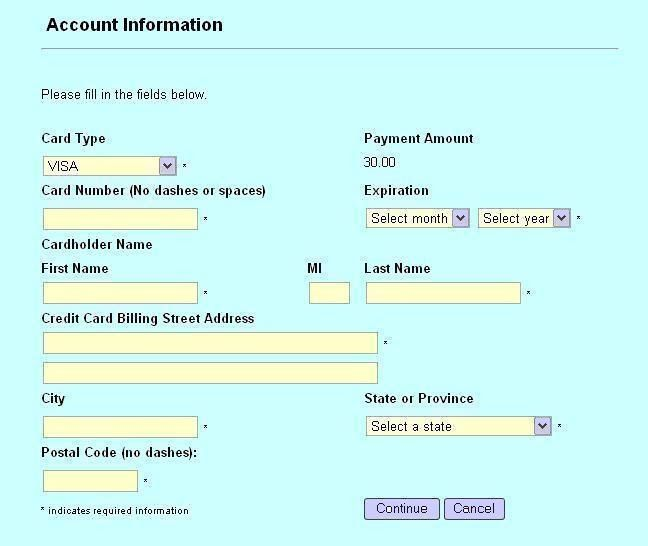 Account Information
Please fill in the fields below.
Card Type Payment Amount
VISA * 30.00
Card Number (No dashes or spaces) Expiration
* Select month Select year *
Cardholder Name
First Name MI Last Name
* *
Credit Card Billing Street Address
*
City State or Province
* Select a state *
Postal Code (no dashes):
*
* indicates required information Continue Cancel